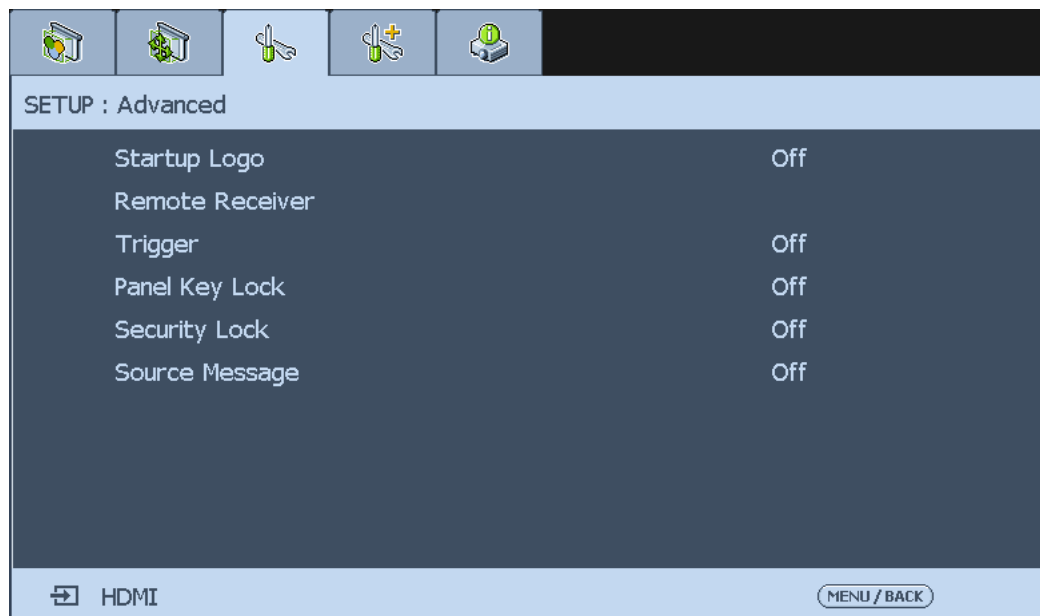 SETUP : Advanced
Startup Logo Off
Remote Receiver
Trigger Off
Panel Key Lock Off
Security Lock Off
Source Message Off
HDMI MENU / BACK